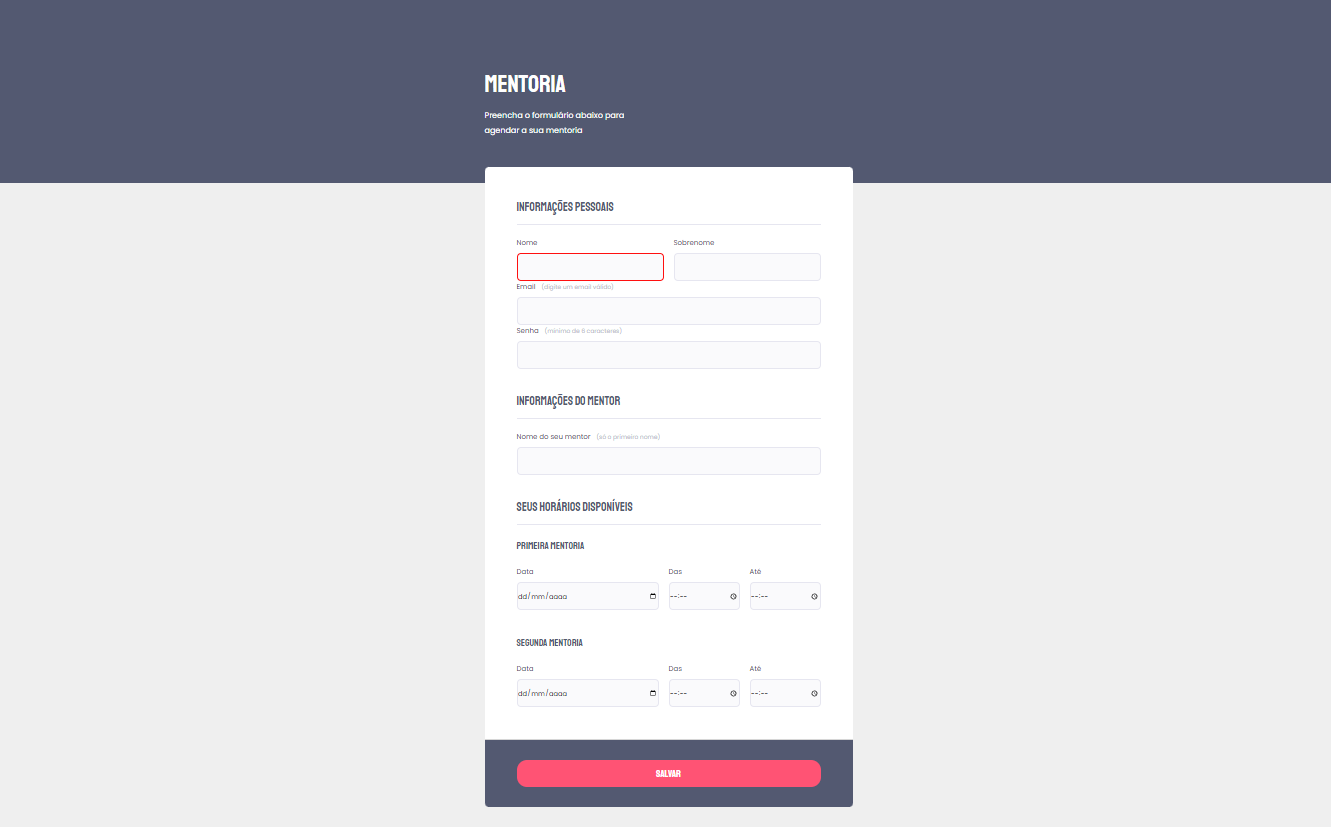 MENTORIA
Preencha o formulário abaixo para
agendar a sua mentoria
INFORMAÇÕES PESSOAIS
Nome Sobrenome
Email (digite um email válido)
Senha (mínimo de 8 caracteres)
INFORMAÇÕES DO MENTOR
Nome do seu mentor (só o primeiro nome)
SEUS HORÁRIOS DISPONÍVEIS
PRIMEIRA MENTORIA
Data Das Até
dd/mm/aaaa --:-- --:--
SEGUNDA MENTORIA
Data Das Até
dd/mm/aaaa --:-- --:--
SALVAR